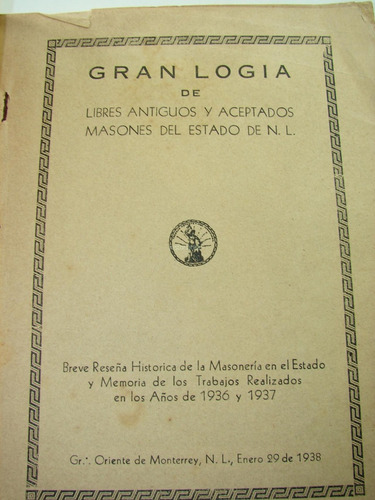 GRAN LOGIA
DE
LIBRES ANTIGUOS Y ACEPTADOS
MASONES DEL ESTADO DE N. L.
Breve Reseña Historica de la Masonería en el Estado
y Memoria de los Trabajos Realizados
en los Años de 1936 y 1937
Gr.·. Oriente de Monterrey, N. L., Enero 29 de 1938